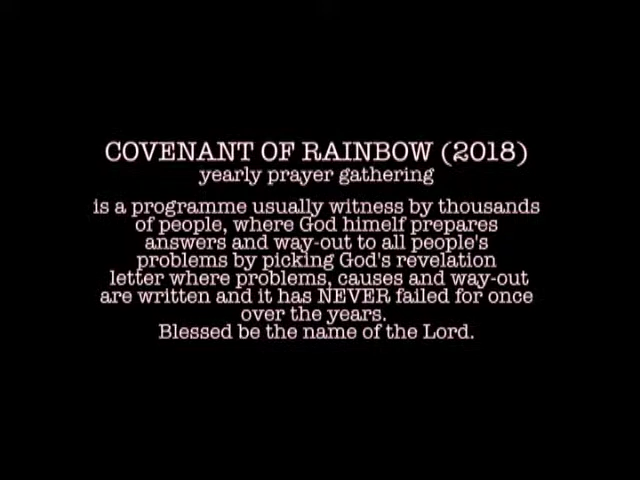 COVENANT OF RAINBOW (2018)
yearly prayer gathering
is a programme usually witness by thousands
of people, where God himelf prepares
answers and way-out to all people's
problems by picking God's revelation
letter where problems, causes and way-out
are written and it has NEVER failed for once
over the years.
Blessed be the name of the Lord.